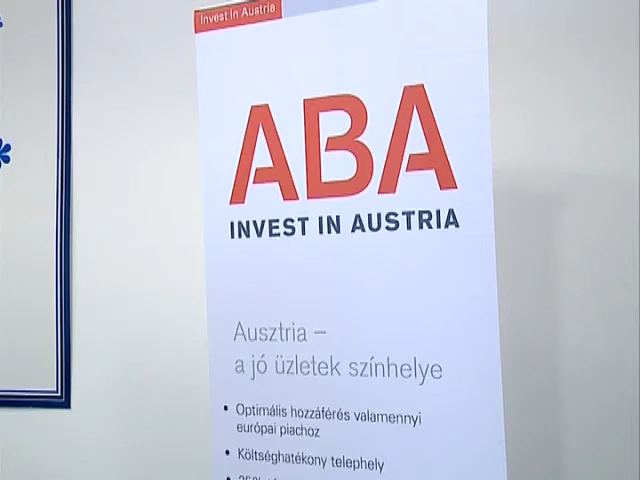 Invest in Austria
ABA
INVEST IN AUSTRIA
Ausztria –
a jó üzletek színhelye
• Optimális hozzáférés valamennyi
európai piachoz
• Költséghatékony telephely